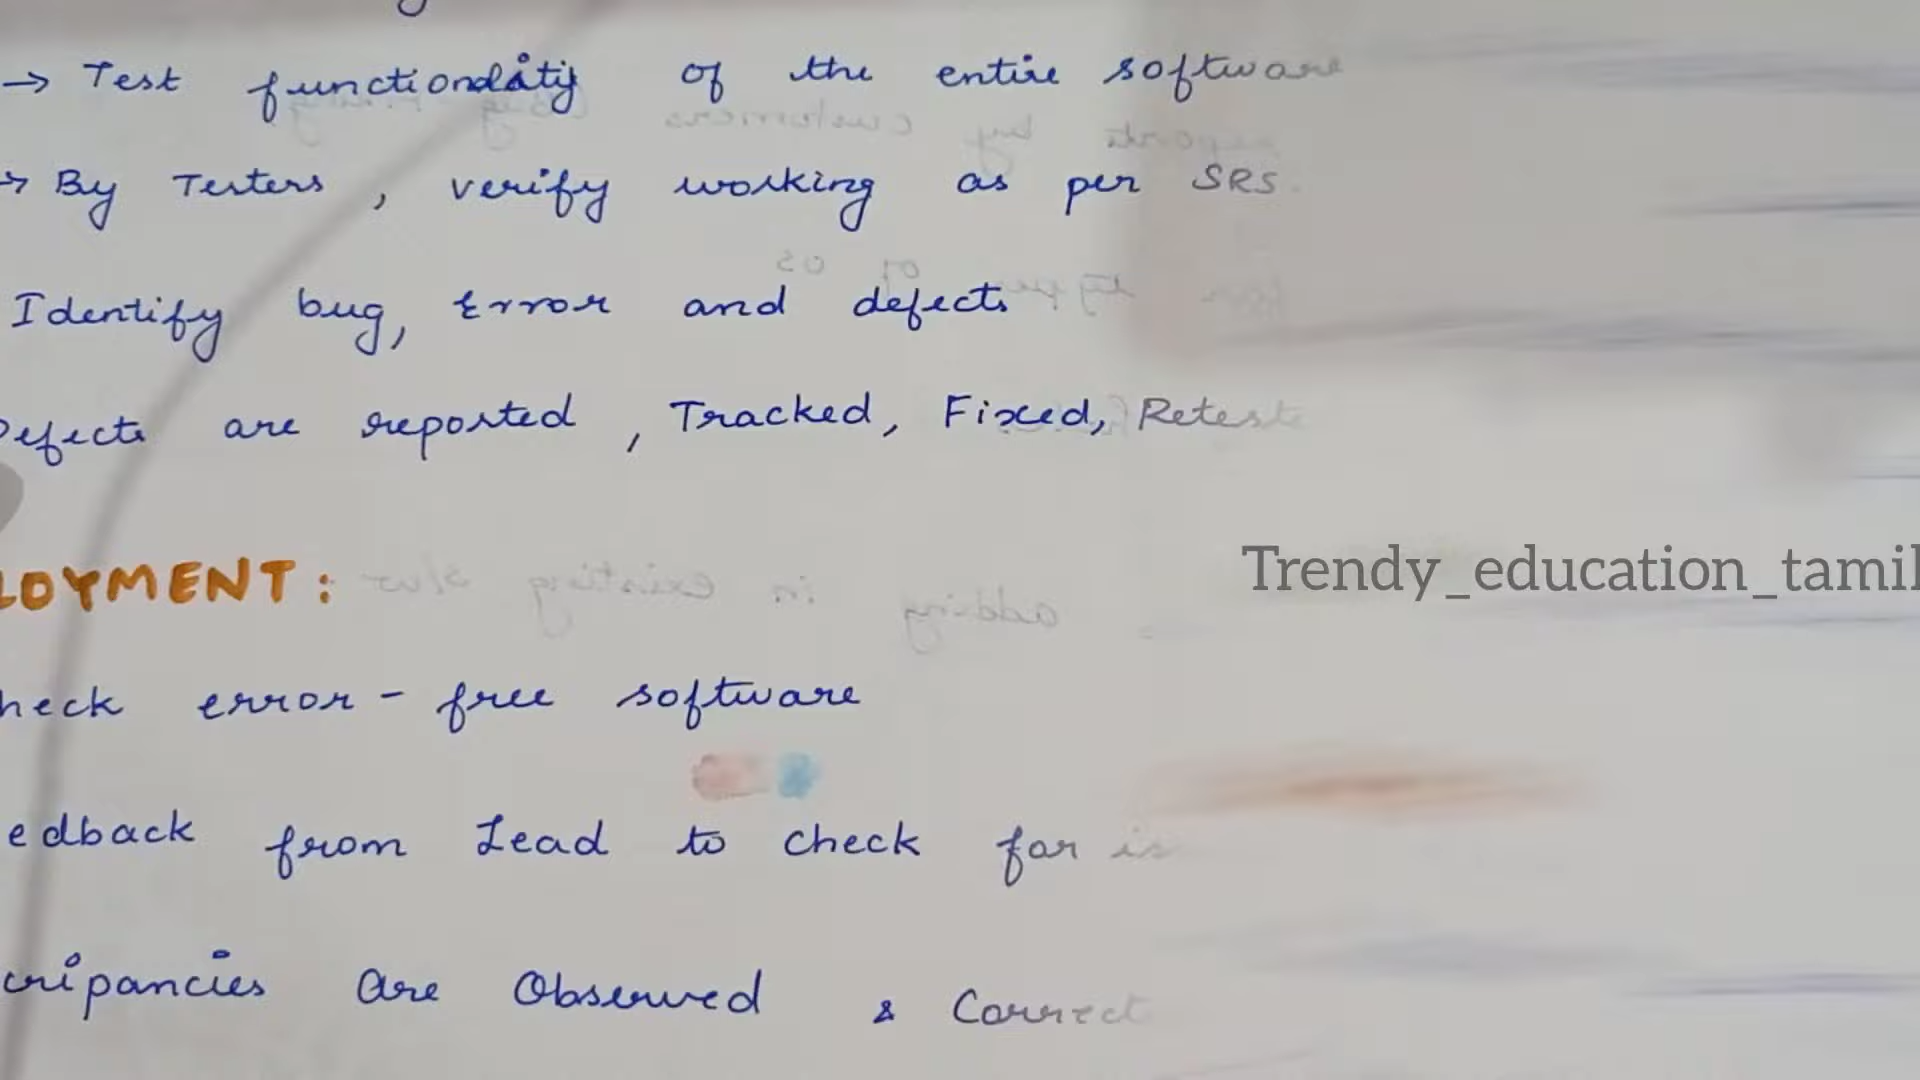 → Test functionality of the entire software
→ By Testers, verify working as per SRS.
Identify bug, Error and defects
Defects are reported, Tracked, Fixed, Retest
LOYMENT:
Trendy_education_tamil
heck error-free software
edback from Lead to check for is
cripancies are Observed & Correct